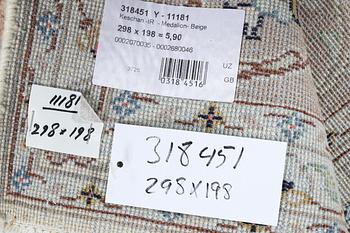 318451 Y - 11181
Keschan -IR - Medalion- Beige
298 x 198 = 5,90
0002070035 - 0002680046
UZ
GB
0318 4516
11181
298x198
318451
298x198